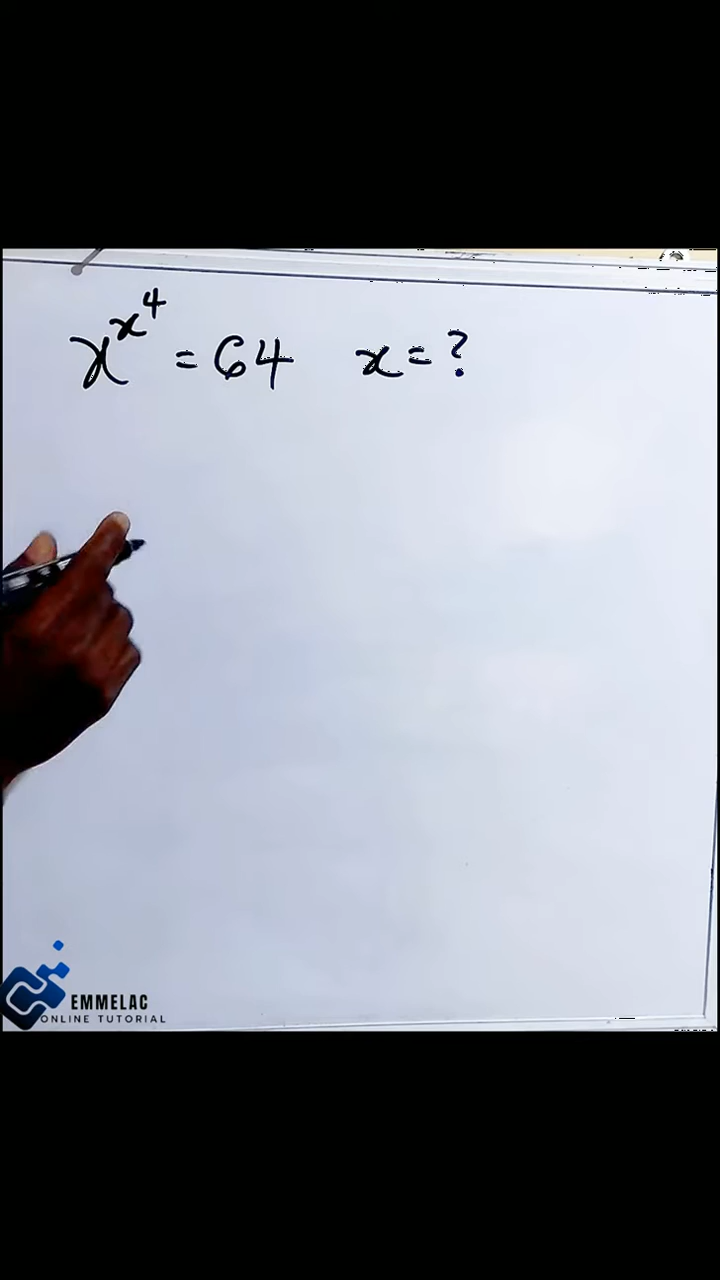 x^{x^4} = 64 x = ?
EMMELAC
ONLINE TUTORIAL